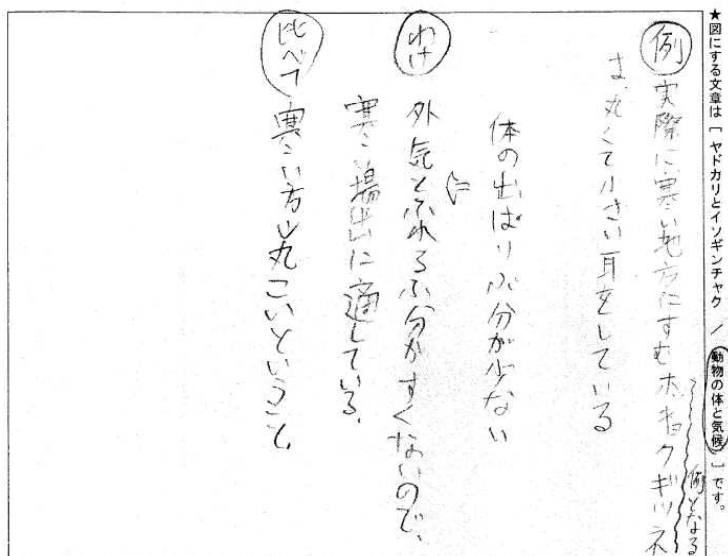 ★図にする文章は〔ヤドカリとイソギンチャク／動物の体と気候〕です。
例となる
例 実際に寒い地方にすむホッキョクギツネ
は、丸くて小さい耳をしている
体の出ぱりぶ分が少ない
わけ 外気とふれるぶ分がすくないので、
寒い場出に適している。
比べて 寒い方が丸こいということ。